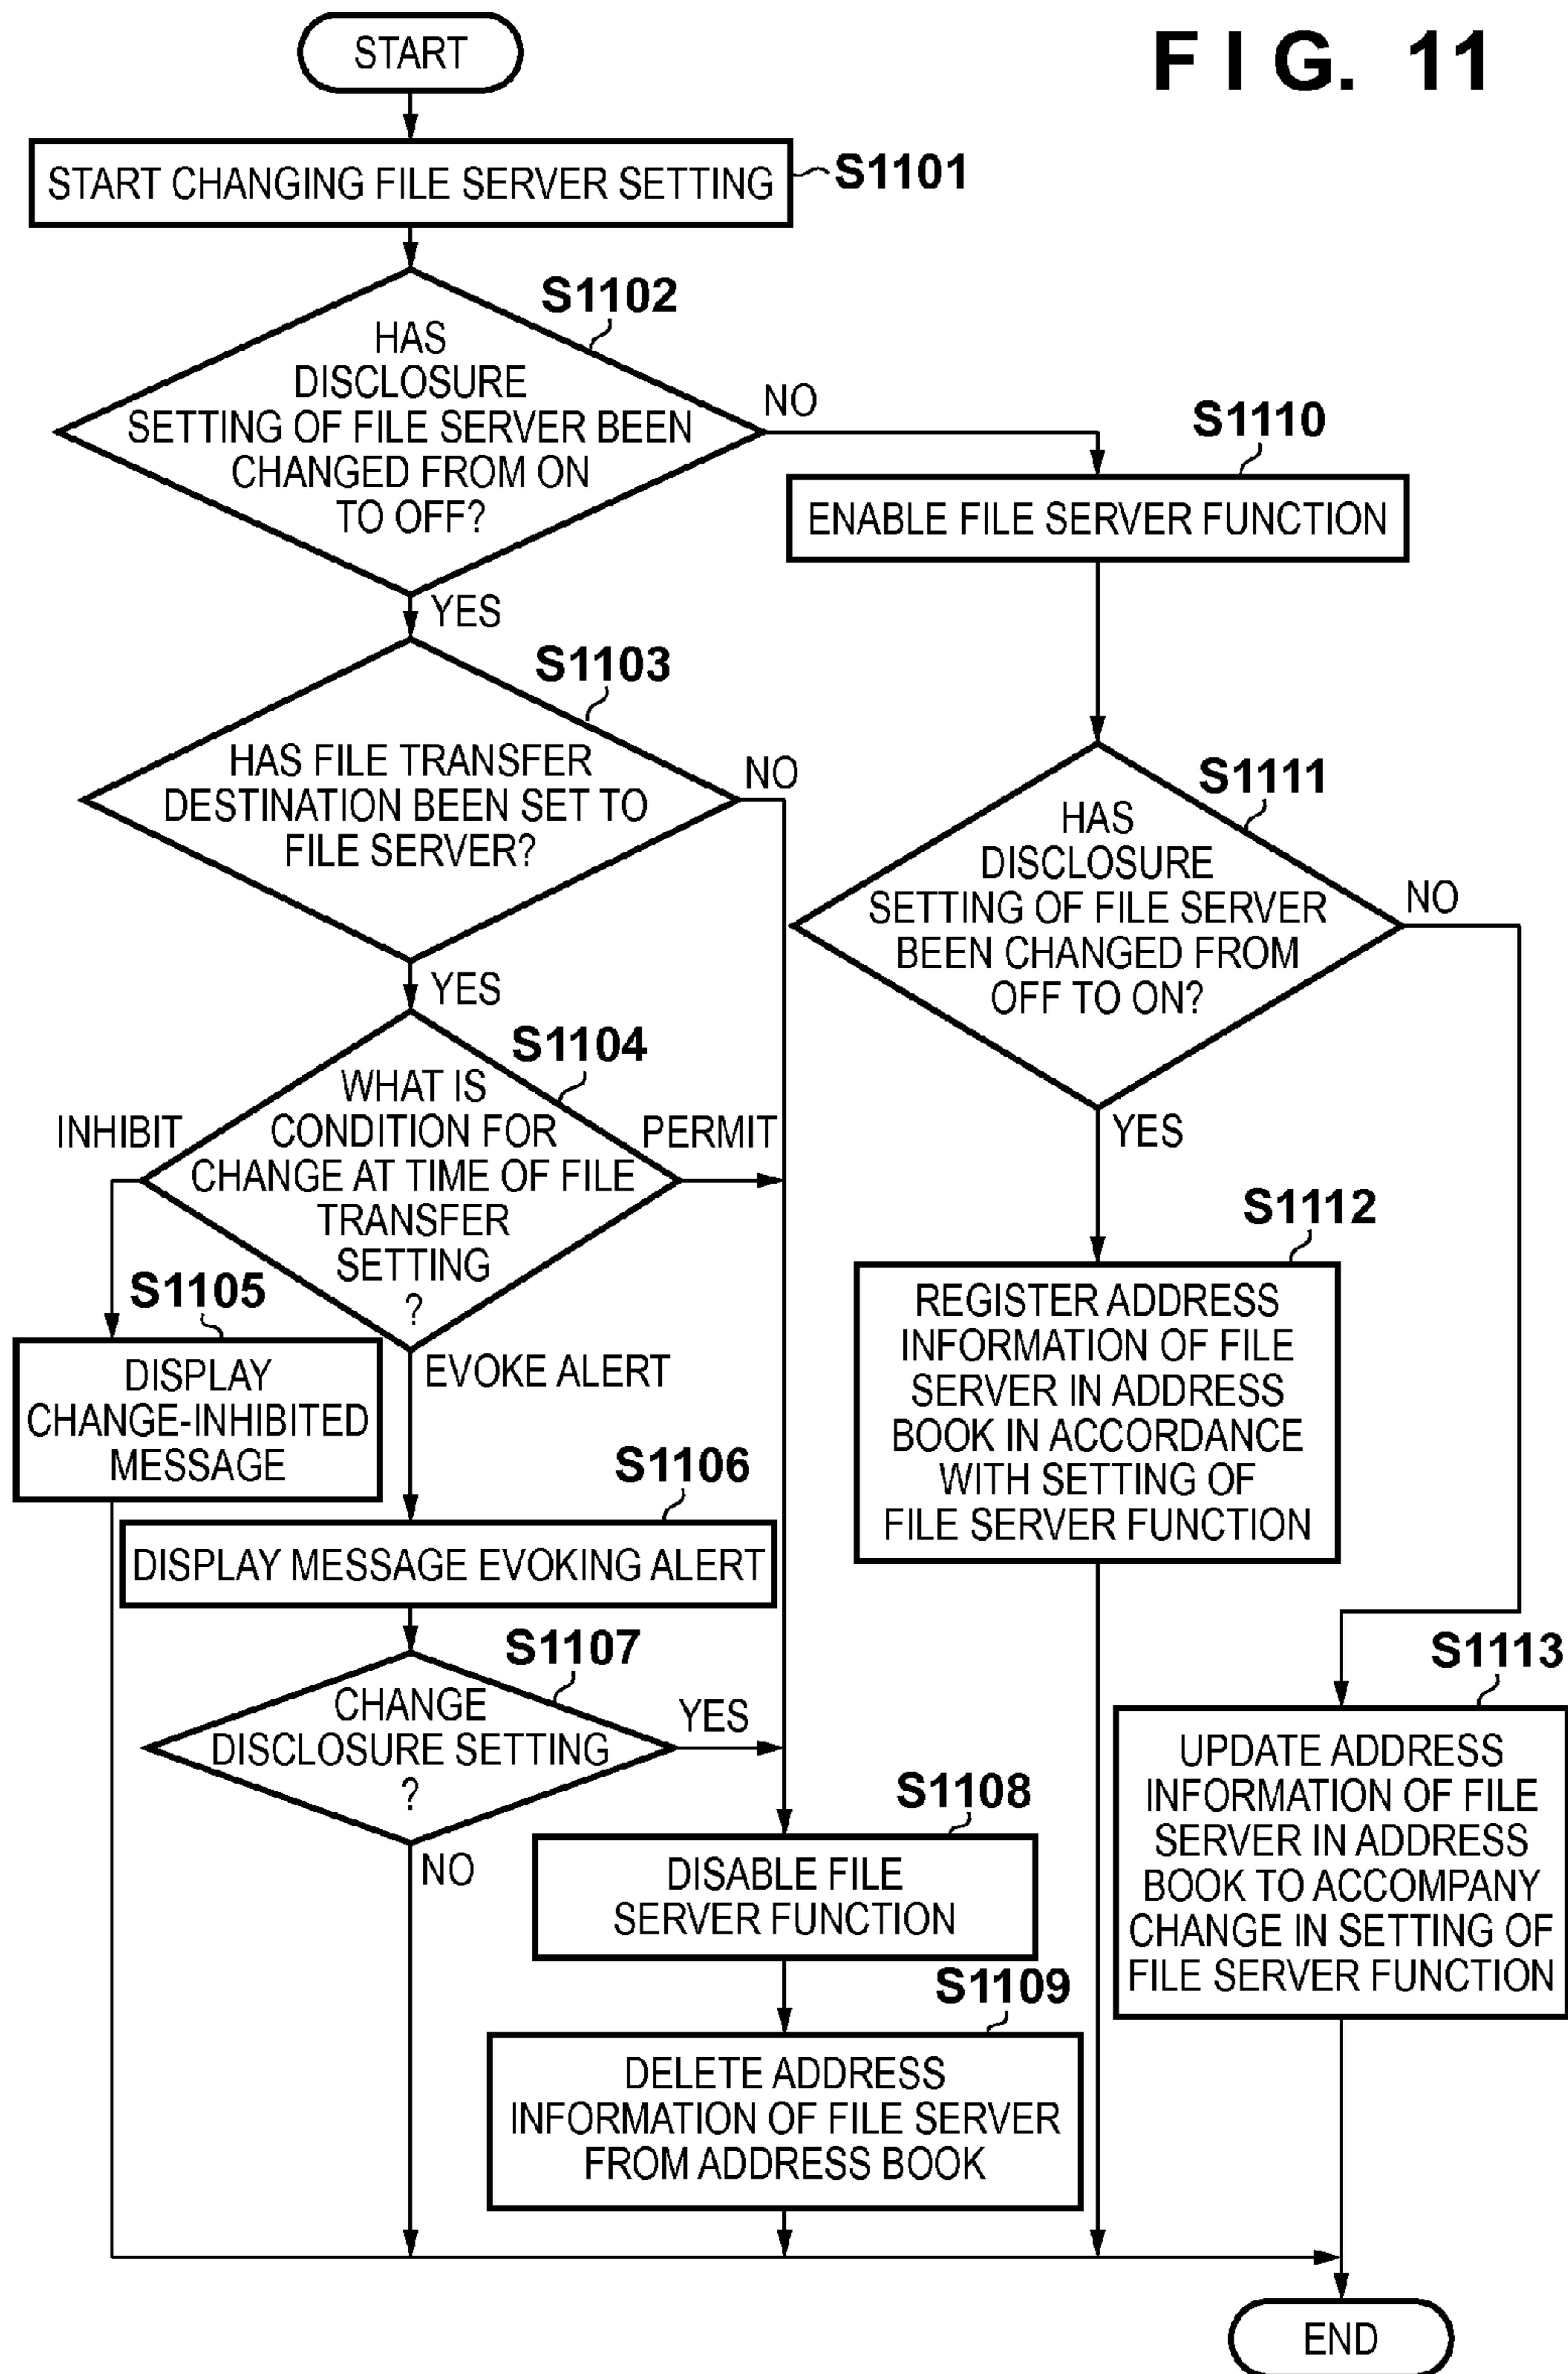 F I G. 11
START
START CHANGING FILE SERVER SETTING
S1101
S1102
HAS
DISCLOSURE
SETTING OF FILE SERVER BEEN
CHANGED FROM ON
TO OFF?
NO
YES
S1103
HAS FILE TRANSFER
DESTINATION BEEN SET TO
FILE SERVER?
NO
YES
S1104
WHAT IS
CONDITION FOR
CHANGE AT TIME OF FILE
TRANSFER
SETTING
?
INHIBIT
PERMIT
EVOKE ALERT
S1105
DISPLAY
CHANGE-INHIBITED
MESSAGE
S1106
DISPLAY MESSAGE EVOKING ALERT
S1107
CHANGE
DISCLOSURE SETTING
?
YES
NO
S1108
DISABLE FILE
SERVER FUNCTION
S1109
DELETE ADDRESS
INFORMATION OF FILE SERVER
FROM ADDRESS BOOK
S1110
ENABLE FILE SERVER FUNCTION
S1111
HAS
DISCLOSURE
SETTING OF FILE SERVER
BEEN CHANGED FROM
OFF TO ON?
NO
YES
S1112
REGISTER ADDRESS
INFORMATION OF FILE
SERVER IN ADDRESS
BOOK IN ACCORDANCE
WITH SETTING OF
FILE SERVER FUNCTION
S1113
UPDATE ADDRESS
INFORMATION OF FILE
SERVER IN ADDRESS
BOOK TO ACCOMPANY
CHANGE IN SETTING OF
FILE SERVER FUNCTION
END